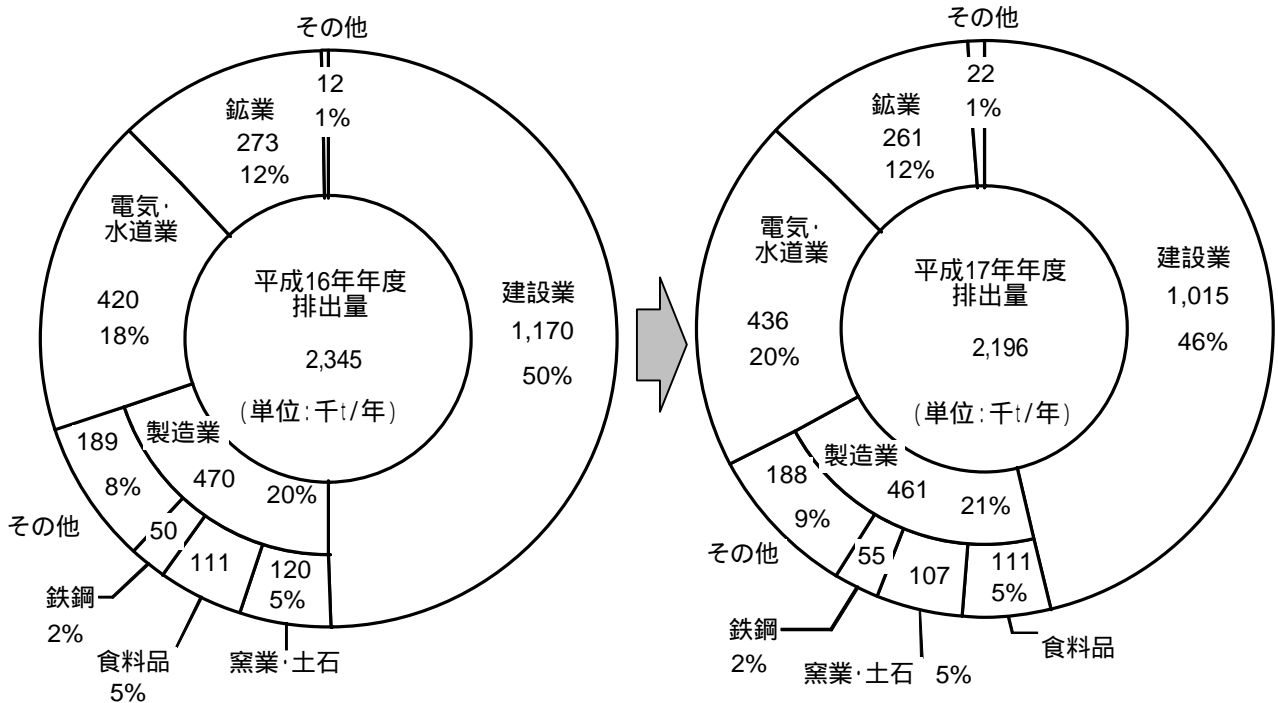 その他
12
1%
鉱業
273
12%
電気・
水道業
420
18%
平成16年年度
排出量
2,345
(単位:千t/年)
建設業
1,170
50%
製造業
470
20%
189
8%
その他
50
鉄鋼
2%
111
食料品
5%
120
5%
窯業・土石
その他
22
1%
鉱業
261
12%
電気・
水道業
436
20%
平成17年年度
排出量
2,196
(単位:千t/年)
建設業
1,015
46%
製造業
461
21%
188
9%
その他
55
鉄鋼
2%
107
窯業・土石 5%
111
5%
食料品